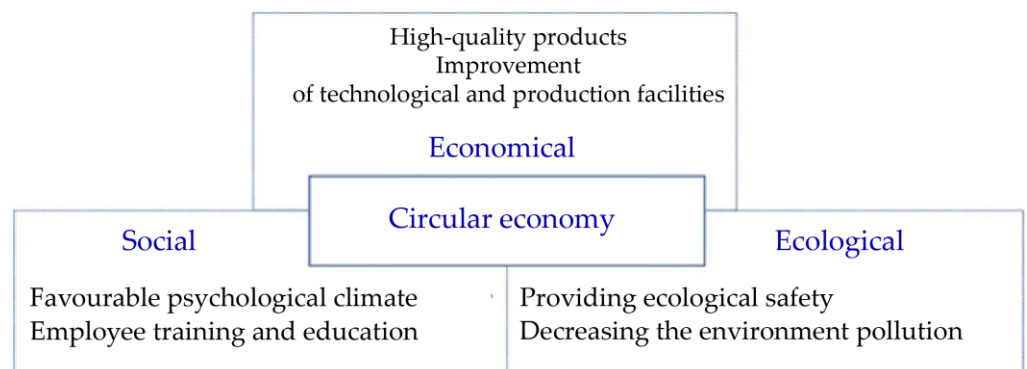 High-quality products
Improvement
of technological and production facilities
Economical
Circular economy
Social
Favourable psychological climate
Employee training and education
Ecological
Providing ecological safety
Decreasing the environment pollution